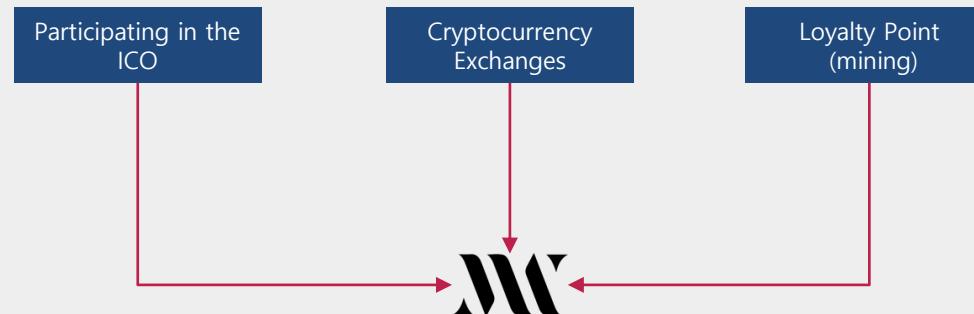 Participating in the
ICO
Cryptocurrency
Exchanges
Loyalty Point
(mining)